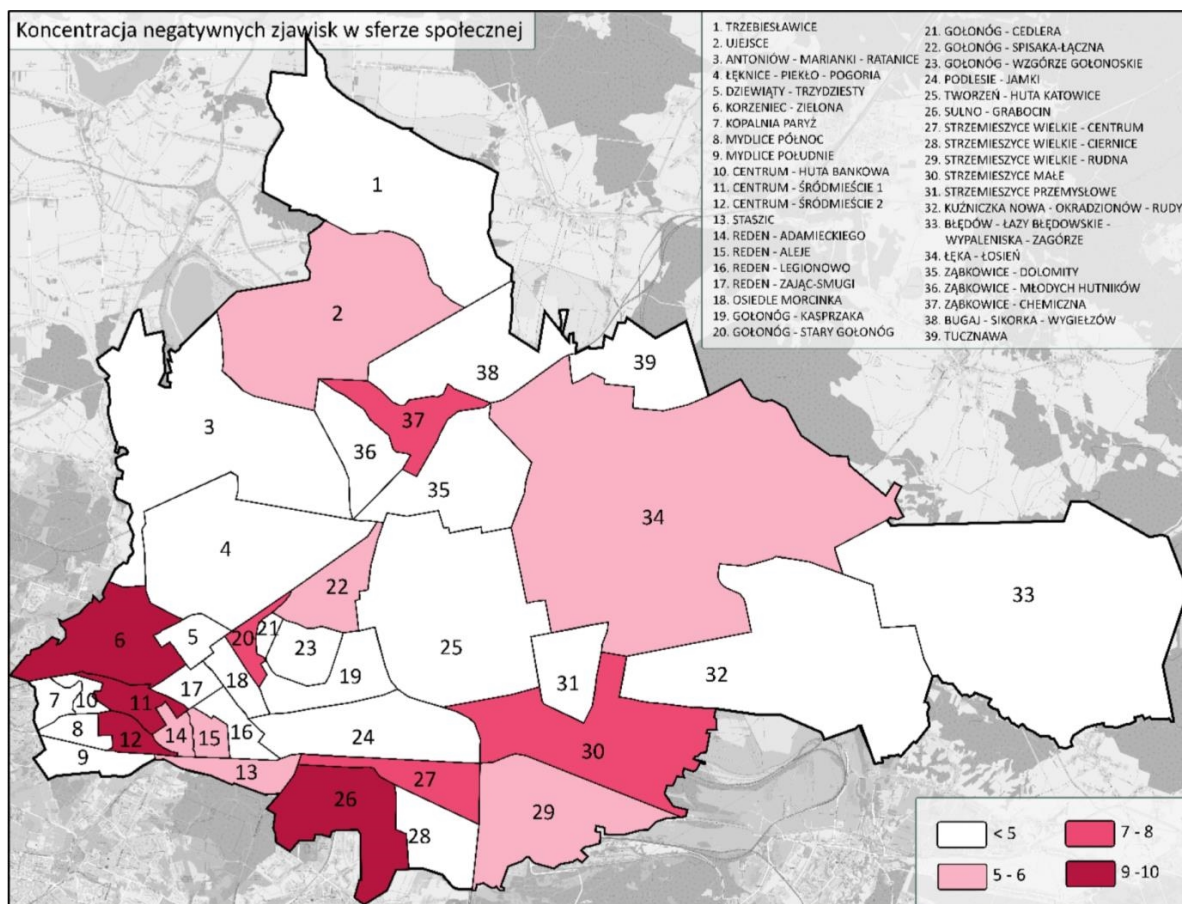 Koncentracja negatywnych zjawisk w sferze społecznej
1. TRZEBIESŁAWICE
2. UJEJSCE
3. ANTONIÓW - MARIANKI - RATANICE
4. ŁĘKNICE - PIEKŁO - POGORIA
5. DZIEWIĄTY - TRZYDZIESTY
6. KORZENIEC - ZIELONA
7. KOPALNIA PARYŻ
8. MYDLICE PÓŁNOC
9. MYDLICE POŁUDNIE
10. CENTRUM - HUTA BANKOWA
11. CENTRUM - ŚRÓDMIEŚCIE 1
12. CENTRUM - ŚRÓDMIEŚCIE 2
13. STASZIC
14. REDEN - ADAMIECKIEGO
15. REDEN - ALEJE
16. REDEN - LEGIONOWO
17. REDEN - ZAJĄC-SMUGI
18. OSIEDLE MORCINKA
19. GOŁONÓG - KASPRZAKA
20. GOŁONÓG - STARY GOŁONÓG
21. GOŁONÓG - CEDLERA
22. GOŁONÓG - SPISAKA-ŁĄCZNA
23. GOŁONÓG - WZGÓRZE GOŁONOSKIE
24. PODLESIE - JAMKI
25. TWORZEŃ - HUTA KATOWICE
26. SULNO - GRABOCIN
27. STRZEMIESZYCE WIELKIE - CENTRUM
28. STRZEMIESZYCE WIELKIE - CIERNICE
29. STRZEMIESZYCE WIELKIE - RUDNA
30. STRZEMIESZYCE MAŁE
31. STRZEMIESZYCE PRZEMYSŁOWE
32. KUŹNICZKA NOWA - OKRADZIONÓW - RUDY
33. BŁĘDÓW - ŁAZY BŁĘDOWSKIE -
WYPALENISKA - ZAGÓRZE
34. ŁĘKA - ŁOSIEŃ
35. ZĄBKOWICE - DOLOMITY
36. ZĄBKOWICE - MŁODYCH HUTNIKÓW
37. ZĄBKOWICE - CHEMICZNA
38. BUGAJ - SIKORKA - WYGIEŁZÓW
39. TUCZNAWA
1
2
39
38
37
3
36
35
34
4
22
33
6
5
20
21
23
25
18
19
31
32
17
7
10
11
8
12
14
15
16
24
30
9
13
27
26
28
29
< 5
7 - 8
5 - 6
9 -10